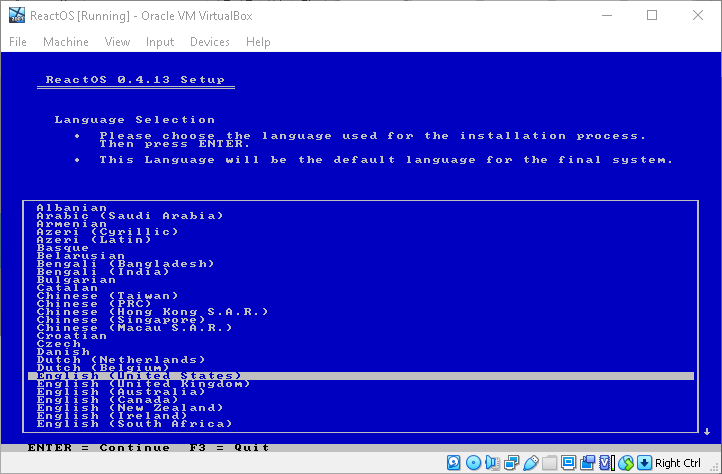 ReactOS [Running] - Oracle VM VirtualBox
File Machine View Input Devices Help
ReactOS 0.4.13 Setup
Language Selection
• Please choose the language used for the installation process.
Then press ENTER.
• This Language will be the default language for the final system.
Albanian
Arabic (Saudi Arabia)
Armenian
Azeri (Cyrillic)
Azeri (Latin)
Basque
Belarusian
Bengali (Bangladesh)
Bengali (India)
Bulgarian
Catalan
Chinese (Taiwan)
Chinese (PRC)
Chinese (Hong Kong S.A.R.)
Chinese (Singapore)
Chinese (Macau S.A.R.)
Croatian
Czech
Danish
Dutch (Netherlands)
Dutch (Belgium)
English (United States)
English (United Kingdom)
English (Australia)
English (Canada)
English (New Zealand)
English (Ireland)
English (South Africa)
ENTER = Continue F3 = Quit
Right Ctrl